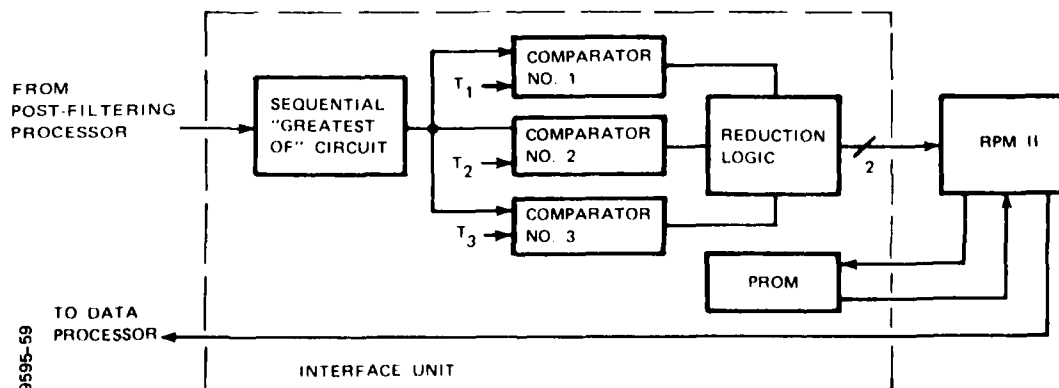 FROM
POST-FILTERING
PROCESSOR
SEQUENTIAL
"GREATEST
OF" CIRCUIT
T1
COMPARATOR
NO. 1
T2
COMPARATOR
NO. 2
T3
COMPARATOR
NO. 3
REDUCTION
LOGIC
2
RPM II
PROM
TO DATA
PROCESSOR
INTERFACE UNIT
9595-59